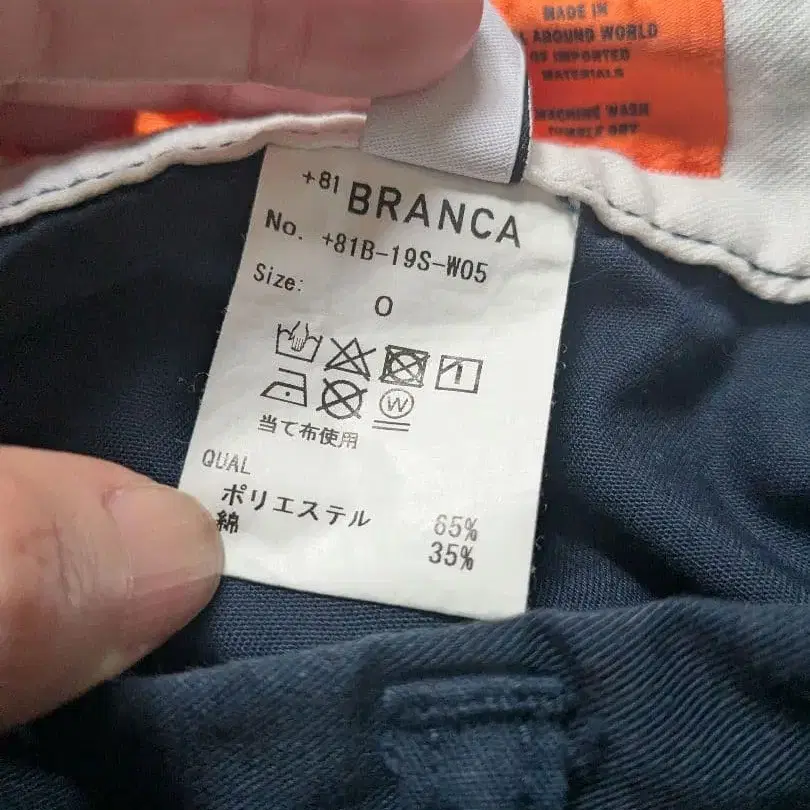 MADE IN
AROUND WORLD
OF IMPORTED
MATERIALS
MACHINE WASH
TUMBLE DRY
+81 BRANCA
No. +81B-19S-W05
Size:
0
W
当て布使用
QUAL
ポリエステル 65%
綿 35%